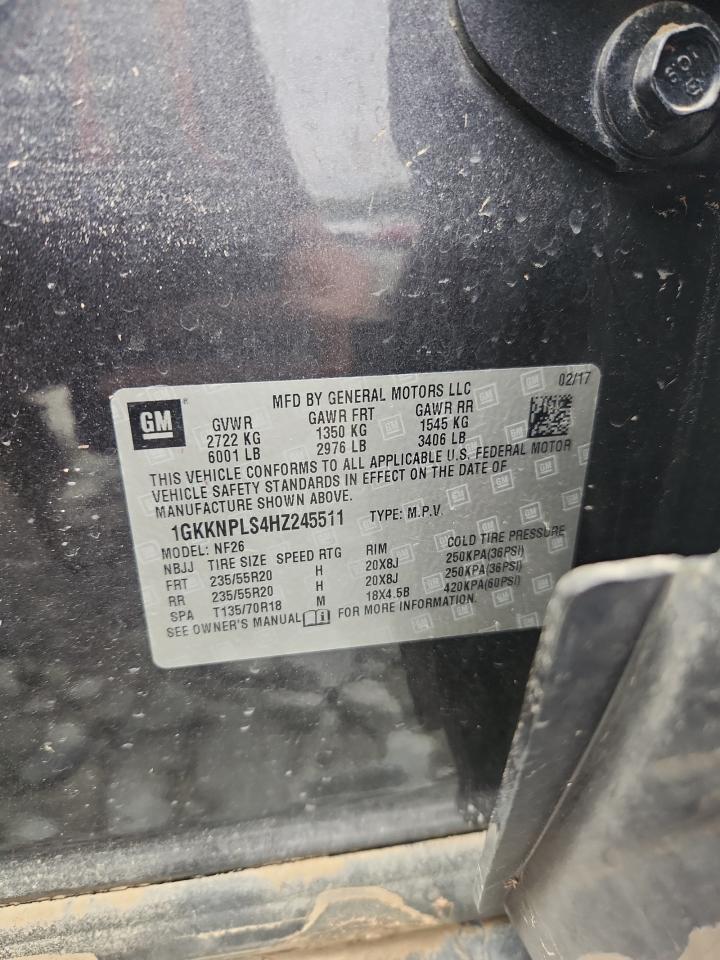 02/17
MFD BY GENERAL MOTORS LLC
GM
GVWR GAWR FRT GAWR RR
2722 KG 1350 KG 1545 KG
6001 LB 2976 LB 3406 LB
THIS VEHICLE CONFORMS TO ALL APPLICABLE U.S. FEDERAL MOTOR
VEHICLE SAFETY STANDARDS IN EFFECT ON THE DATE OF
MANUFACTURE SHOWN ABOVE.
1GKKNPLS4HZ245511 TYPE: M.P.V.
MODEL: NF26
NBJJ TIRE SIZE SPEED RTG RIM COLD TIRE PRESSURE
FRT 235/55R20 H 20X8J 250KPA(36PSI)
RR 235/55R20 H 20X8J 250KPA(36PSI)
SPA T135/70R18 M 18X4.5B 420KPA(60PSI)
SEE OWNER'S MANUAL FOR MORE INFORMATION.